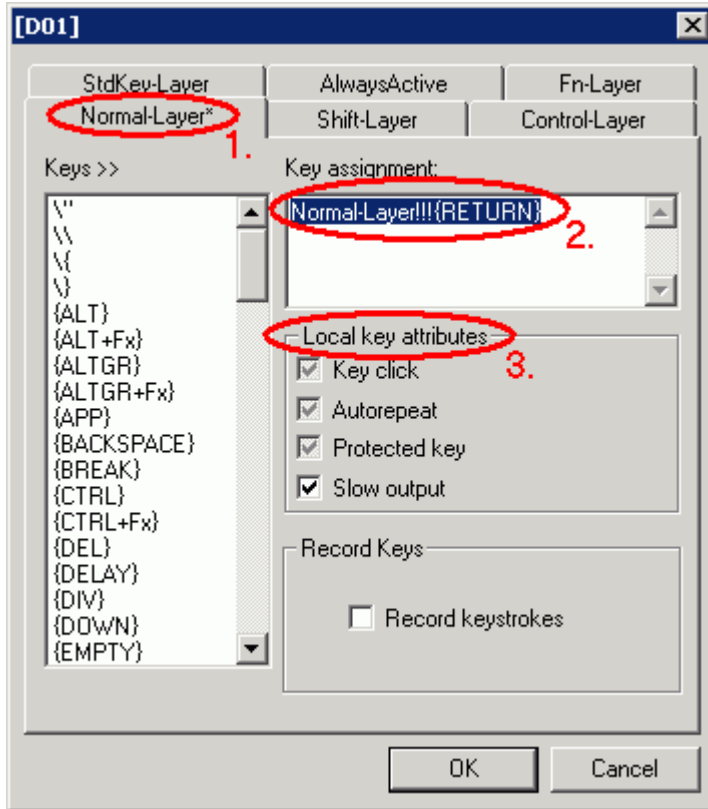 [D01]
StdKey-Layer AlwaysActive Fn-Layer
Normal-Layer* Shift-Layer Control-Layer
1.
Keys >> Key assignment:
\"
\\
\{
\}
{ALT}
{ALT+Fx}
{ALTGR}
{ALTGR+Fx}
{APP}
{BACKSPACE}
{BREAK}
{CTRL}
{CTRL+Fx}
{DEL}
{DELAY}
{DIV}
{DOWN}
{EMPTY}
Normal-Layer!!!{RETURN}
2.
Local key attributes
3.
Key click
Autorepeat
Protected key
Slow output
Record Keys
Record keystrokes
OK Cancel